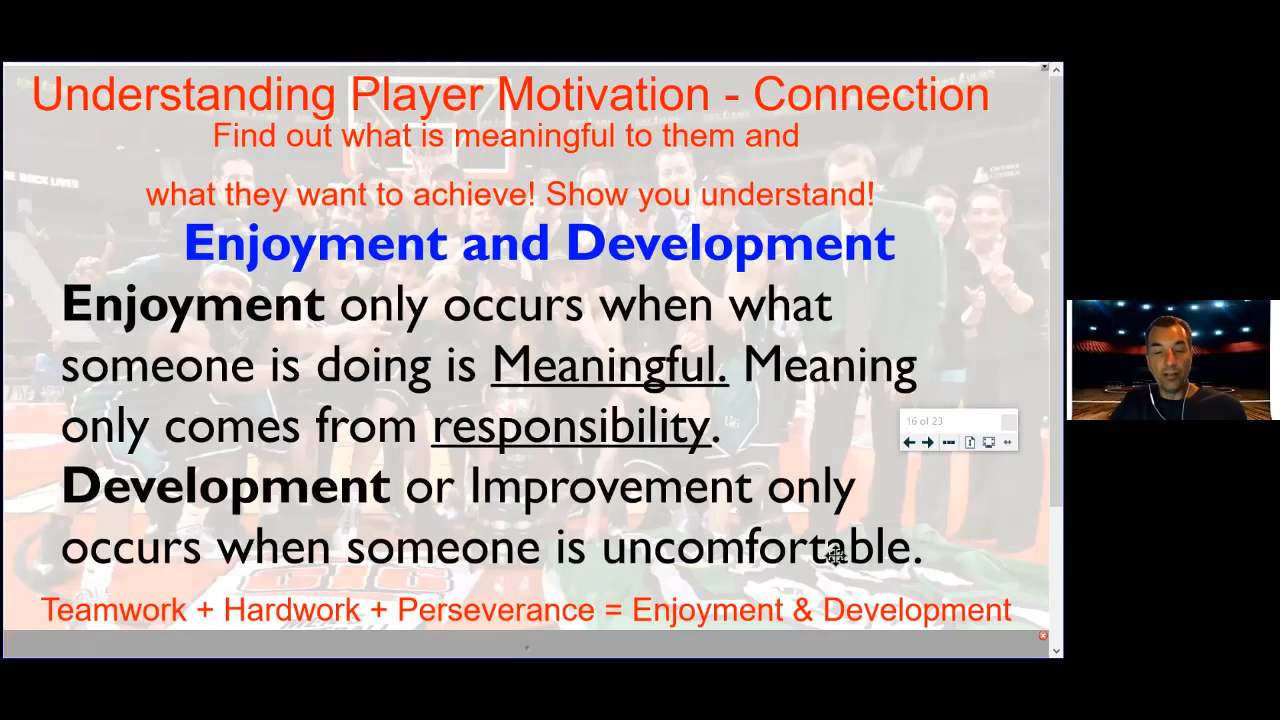 Understanding Player Motivation - Connection
Find out what is meaningful to them and
what they want to achieve! Show you understand!
Enjoyment and Development
Enjoyment only occurs when what
someone is doing is Meaningful. Meaning
only comes from responsibility.
16 of 23
Development or Improvement only
occurs when someone is uncomfortable.
Teamwork + Hardwork + Perseverance = Enjoyment & Development